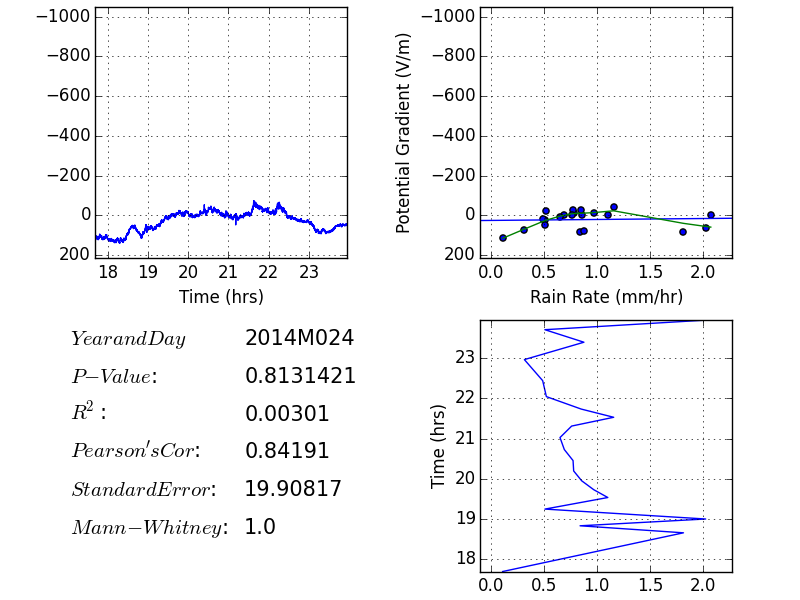 −1000
−800
−600
−400
−200
0
200
18 19 20 21 22 23
Time (hrs)
Potential Gradient (V/m)
−1000
−800
−600
−400
−200
0
200
0.0 0.5 1.0 1.5 2.0
Rain Rate (mm/hr)
YearandDay 2014M024
P−Value: 0.8131421
R²: 0.00301
Pearson'sCor: 0.84191
StandardError: 19.90817
Mann−Whitney: 1.0
Time (hrs)
23
22
21
20
19
18
0.0 0.5 1.0 1.5 2.0